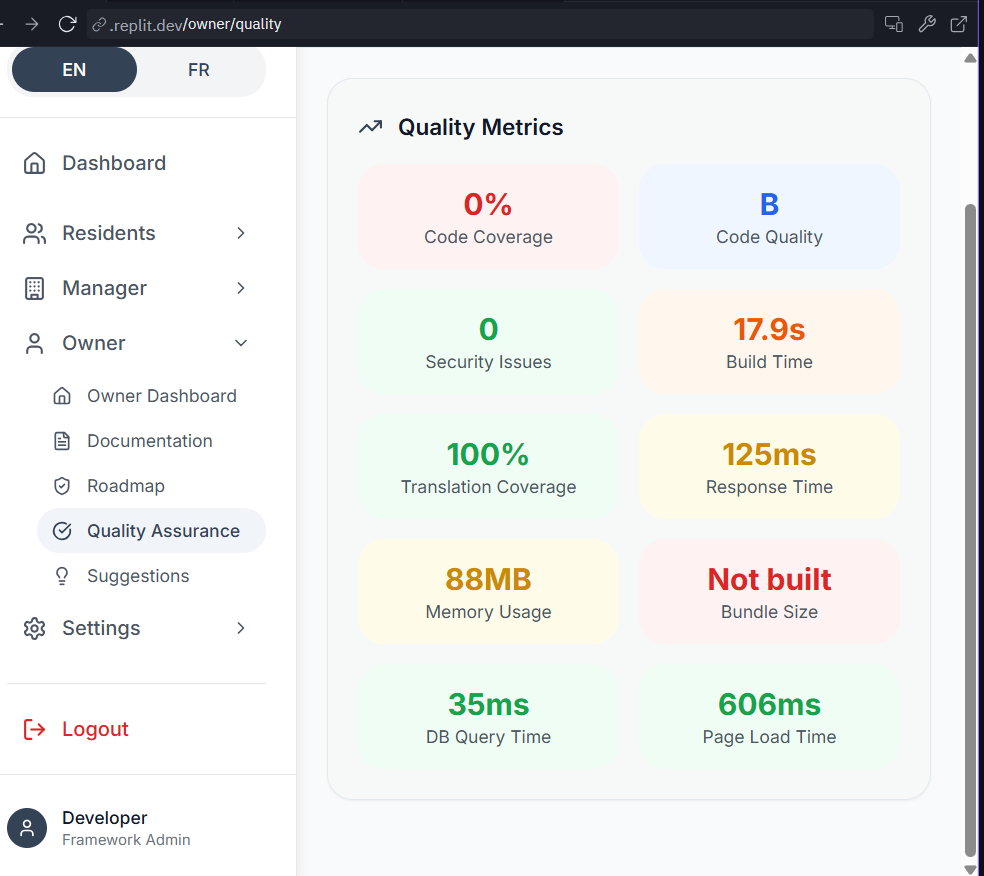 .replit.dev/owner/quality
EN
FR
Dashboard
Residents
Manager
Owner
Owner Dashboard
Documentation
Roadmap
Quality Assurance
Suggestions
Settings
Logout
Developer
Framework Admin
Quality Metrics
0%
Code Coverage
B
Code Quality
0
Security Issues
17.9s
Build Time
100%
Translation Coverage
125ms
Response Time
88MB
Memory Usage
Not built
Bundle Size
35ms
DB Query Time
606ms
Page Load Time